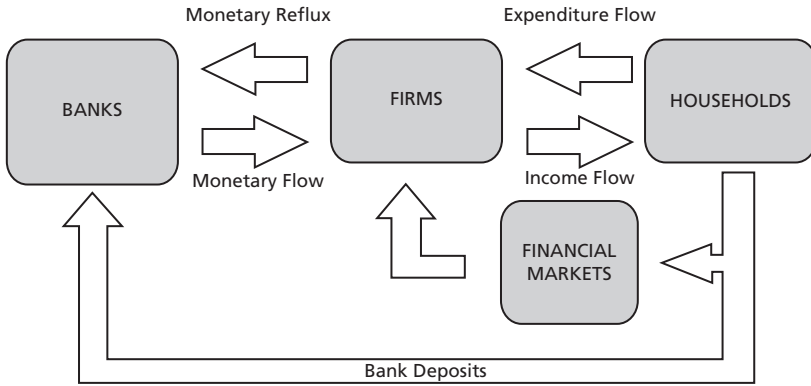 Monetary Reflux
Expenditure Flow
BANKS
FIRMS
HOUSEHOLDS
Monetary Flow
Income Flow
FINANCIAL
MARKETS
Bank Deposits